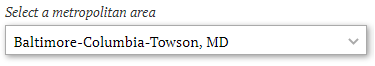 Select a metropolitan area
Baltimore-Columbia-Towson, MD